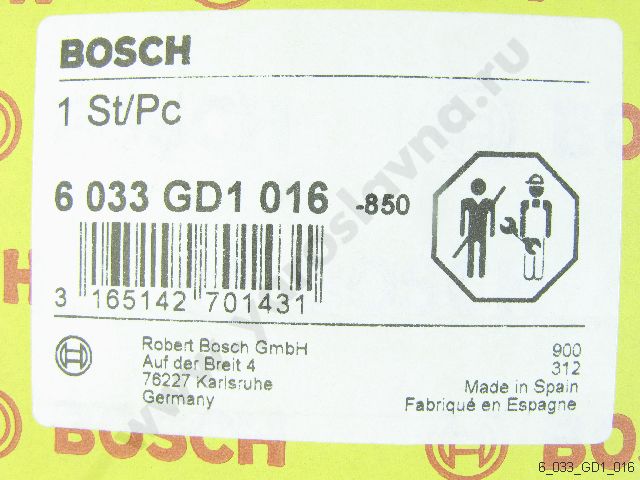 BOSCH
1 St/Pc
6 033 GD1 016 -850
3 165142 701431
Robert Bosch GmbH
Auf der Breit 4
76227 Karlsruhe
Germany
900
312
Made in Spain
Fabriqué en Espagne
BOSCH
6_033_GD1_016